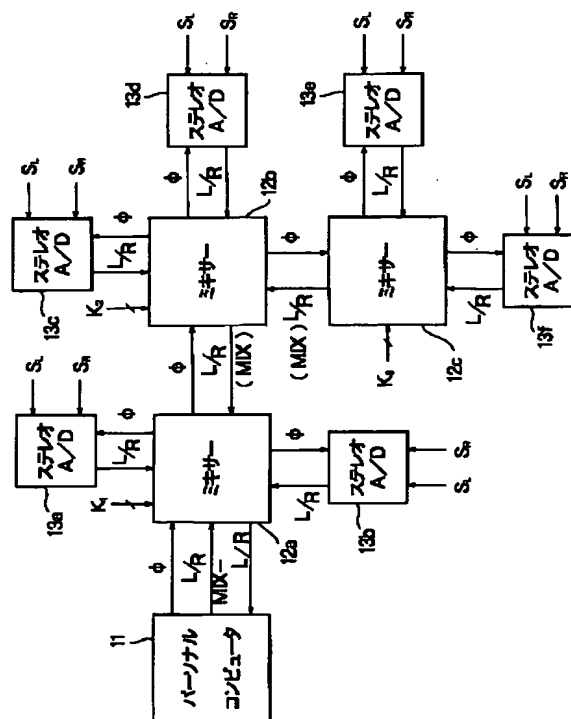 11
パーソナル
コンピュータ
φ
L/R
MIX-
L/R
12a
ミキサー
K₁
13a
ステレオ
A/D
SL
SR
φ
L/R
13b
ステレオ
A/D
SL
SR
φ
L/R
φ
L/R
(MIX)
12b
ミキサー
K₂
13c
ステレオ
A/D
SL
SR
φ
L/R
13d
ステレオ
A/D
SL
SR
φ
L/R
φ
(MIX) L/R
12c
ミキサー
K₃
13e
ステレオ
A/D
SL
SR
φ
L/R
13f
ステレオ
A/D
SL
SR
φ
L/R